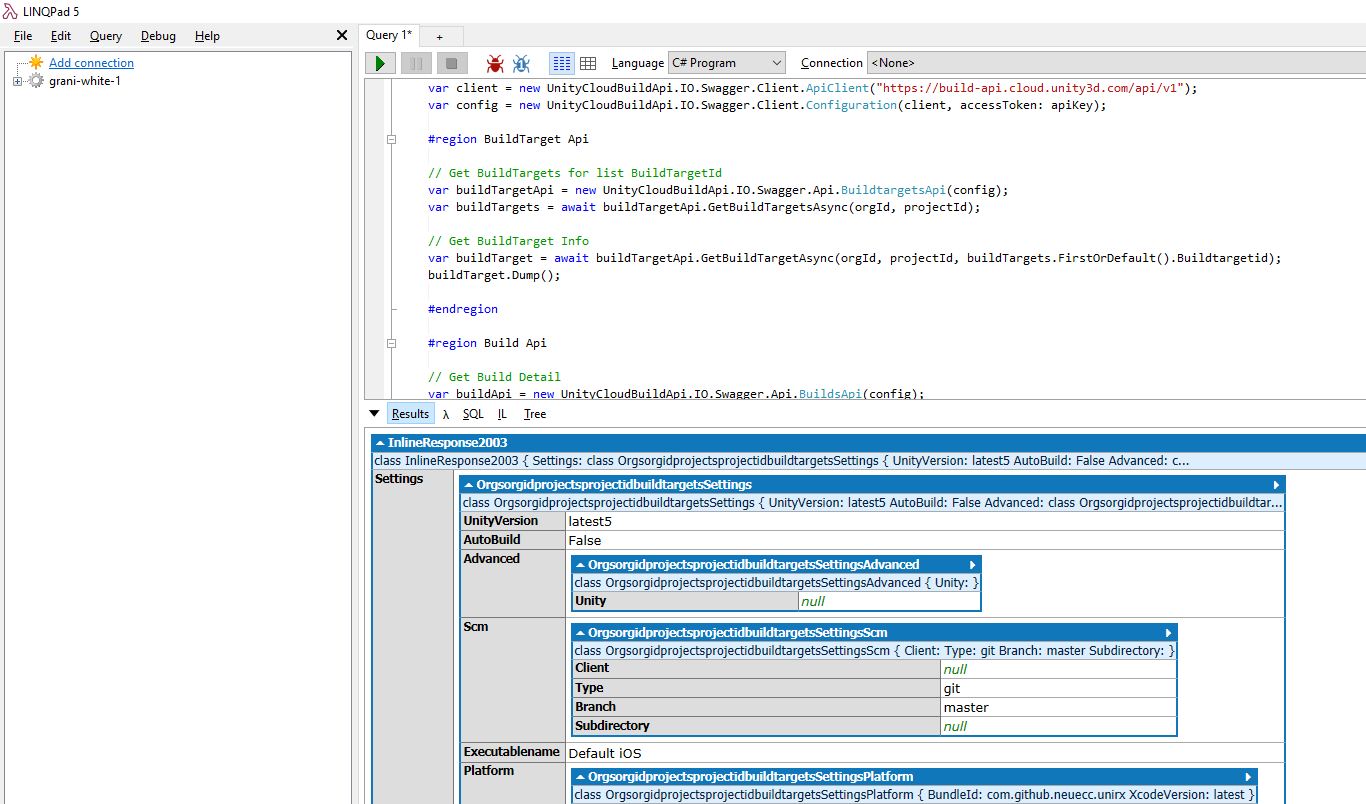 LINQPad 5
File Edit Query Debug Help
Query 1* +
Add connection
grani-white-1
Language C# Program Connection <None>
var client = new UnityCloudBuildApi.IO.Swagger.Client.ApiClient("https://build-api.cloud.unity3d.com/api/v1");
var config = new UnityCloudBuildApi.IO.Swagger.Client.Configuration(client, accessToken: apiKey);
#region BuildTarget Api
// Get BuildTargets for list BuildTargetId
var buildTargetApi = new UnityCloudBuildApi.IO.Swagger.Api.BuildtargetsApi(config);
var buildTargets = await buildTargetApi.GetBuildTargetsAsync(orgId, projectId);
// Get BuildTarget Info
var buildTarget = await buildTargetApi.GetBuildTargetAsync(orgId, projectId, buildTargets.FirstOrDefault().Buildtargetid);
buildTarget.Dump();
#endregion
#region Build Api
// Get Build Detail
var buildApi = new UnityCloudBuildApi.IO.Swagger.Api.BuildsApi(config);
Results λ SQL IL Tree
InlineResponse2003
class InlineResponse2003 { Settings: class OrgsorgidprojectsprojectidbuildtargetsSettings { UnityVersion: latest5 AutoBuild: False Advanced: c...
Settings
OrgsorgidprojectsprojectidbuildtargetsSettings
class OrgsorgidprojectsprojectidbuildtargetsSettings { UnityVersion: latest5 AutoBuild: False Advanced: class Orgsorgidprojectsprojectidbuildtar...
UnityVersion latest5
AutoBuild False
Advanced
OrgsorgidprojectsprojectidbuildtargetsSettingsAdvanced
class OrgsorgidprojectsprojectidbuildtargetsSettingsAdvanced { Unity: }
Unity null
Scm
OrgsorgidprojectsprojectidbuildtargetsSettingsScm
class OrgsorgidprojectsprojectidbuildtargetsSettingsScm { Client: Type: git Branch: master Subdirectory: }
Client null
Type git
Branch master
Subdirectory null
Executablename Default iOS
Platform
OrgsorgidprojectsprojectidbuildtargetsSettingsPlatform
class OrgsorgidprojectsprojectidbuildtargetsSettingsPlatform { BundleId: com.github.neuecc.unirx XcodeVersion: latest }